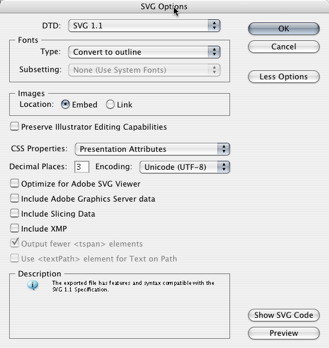 SVG Options
DTD: SVG 1.1
OK
Fonts
Type: Convert to outline
Cancel
Subsetting: None (Use System Fonts)
Less Options
Images
Location: Embed Link
Preserve Illustrator Editing Capabilities
CSS Properties: Presentation Attributes
Decimal Places: 3 Encoding: Unicode (UTF-8)
Optimize for Adobe SVG Viewer
Include Adobe Graphics Server data
Include Slicing Data
Include XMP
Output fewer <tspan> elements
Use <textPath> element for Text on Path
Description
The exported file has features and syntax compatible with the
SVG 1.1 Specification.
Show SVG Code
Preview